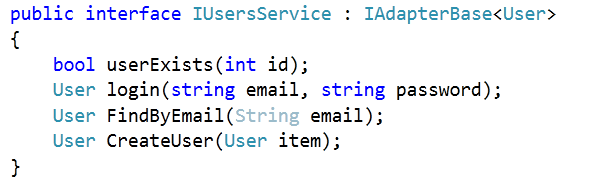 public interface IUsersService : IAdapterBase<User>
{
    bool userExists(int id);
    User login(string email, string password);
    User FindByEmail(String email);
    User CreateUser(User item);
}